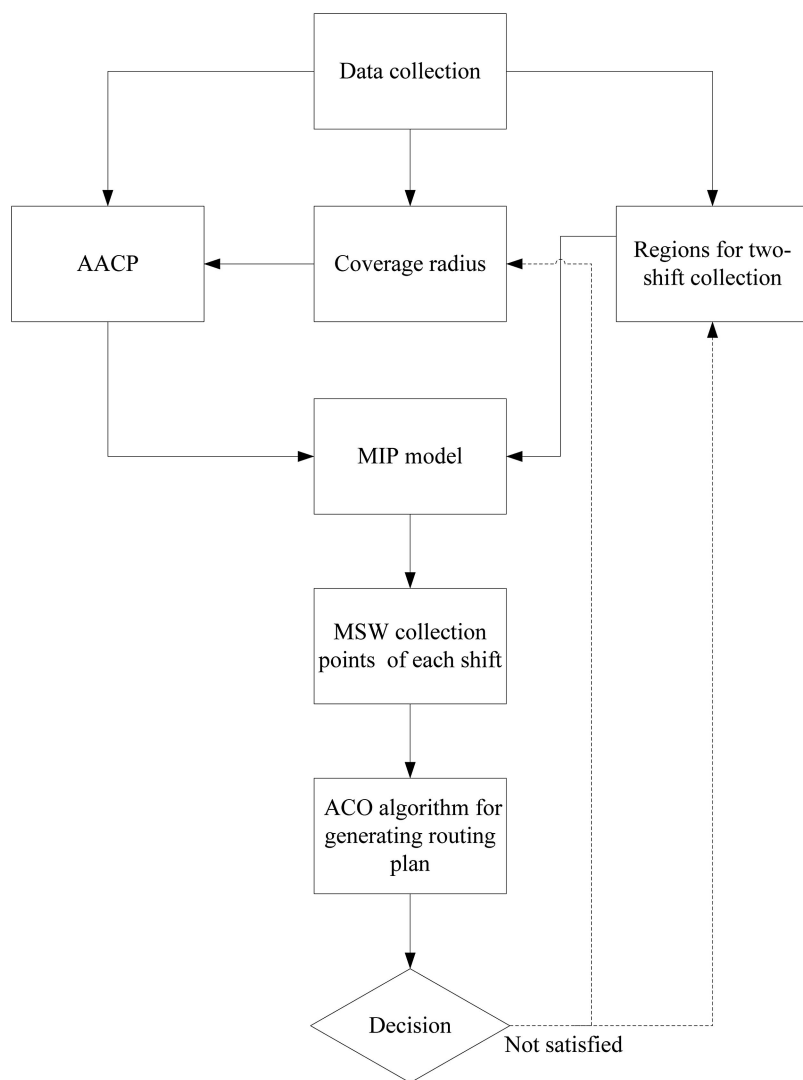 Data collection
AACP
Coverage radius
Regions for two-
shift collection
MIP model
MSW collection
points of each shift
ACO algorithm for
generating routing
plan
Decision
Not satisfied